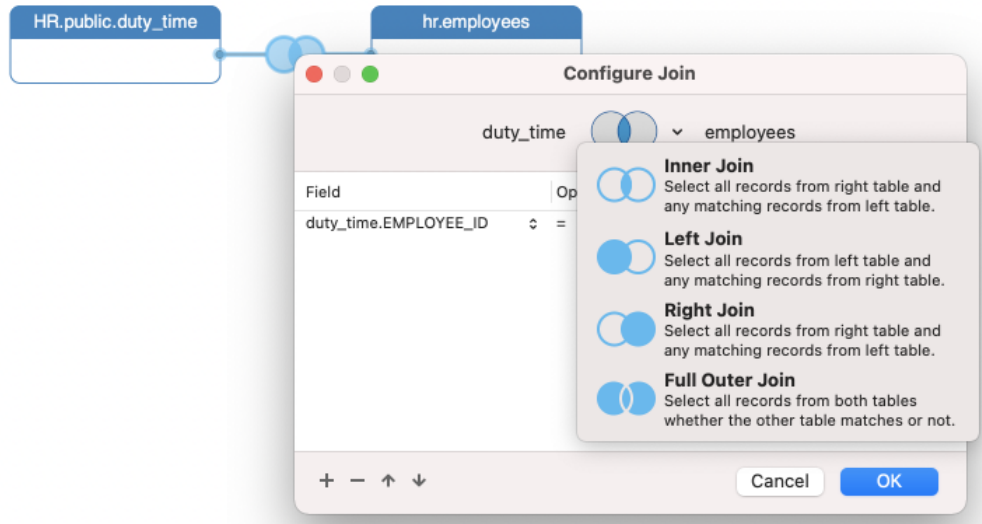 HR.public.duty_time
hr.employees
Configure Join
duty_time
employees
Inner Join
Select all records from right table and
any matching records from left table.
Left Join
Select all records from left table and
any matching records from right table.
Right Join
Select all records from right table and
any matching records from left table.
Full Outer Join
Select all records from both tables
whether the other table matches or not.
Field
Op
duty_time.EMPLOYEE_ID
=
Cancel
OK